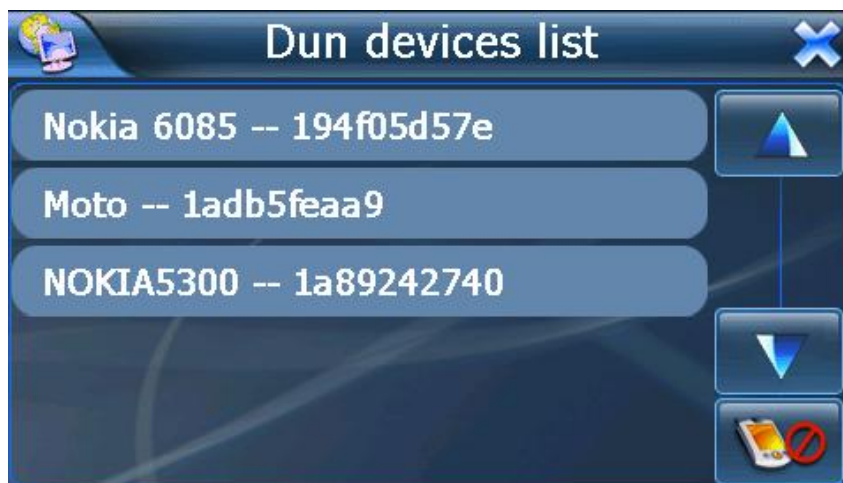 Dun devices list
Nokia 6085 -- 194f05d57e
Moto -- 1adb5feaa9
NOKIA5300 -- 1a89242740